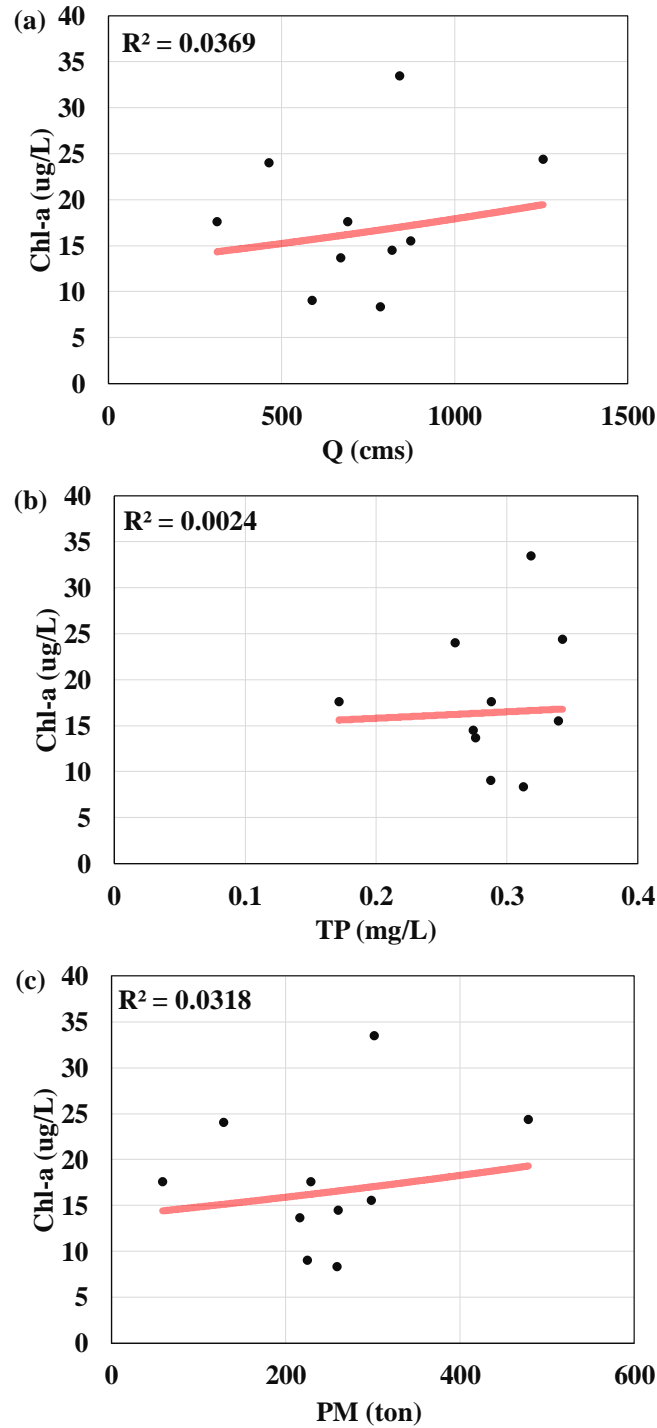 (a)
R² = 0.0369
40
35
30
25
20
15
10
5
0
Chl-a (ug/L)
0 500 1000 1500
Q (cms)
(b)
R² = 0.0024
40
35
30
25
20
15
10
5
0
Chl-a (ug/L)
0 0.1 0.2 0.3 0.4
TP (mg/L)
(c)
R² = 0.0318
40
35
30
25
20
15
10
5
0
Chl-a (ug/L)
0 200 400 600
PM (ton)